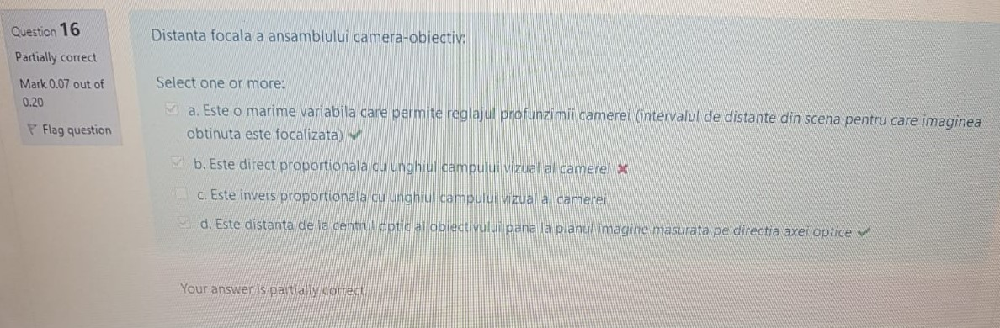 Question 16
Partially correct
Mark 0.07 out of
0.20
Flag question
Distanta focala a ansamblului camera-obiectiv:
Select one or more:
a. Este o marime variabila care permite reglajul profunzimii camerei (intervalul de distante din scena pentru care imaginea
obtinuta este focalizata)
b. Este direct proportionala cu unghiul campului vizual al camerei
c. Este invers proportionala cu unghiul campului vizual al camerei
d. Este distanta de la centrul optic al obiectivului pana la planul imagine masurata pe directia axei optice
Your answer is partially correct.